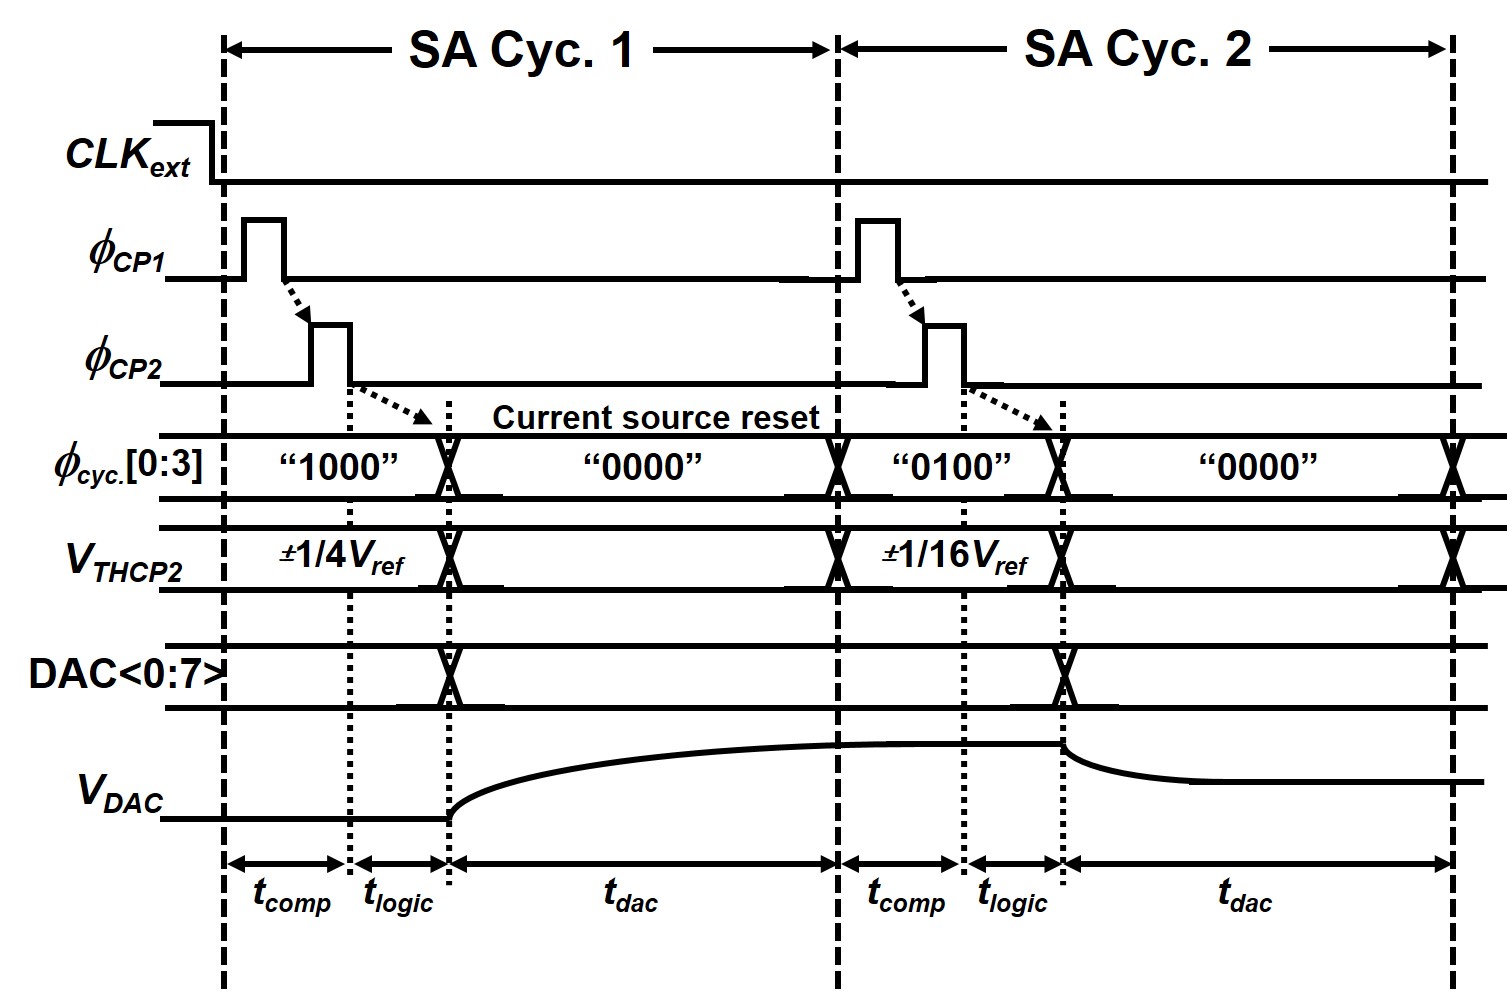 SA Cyc. 1 SA Cyc. 2
CLKext
ϕCP1
ϕCP2
Current source reset
ϕcyc.[0:3] “1000” “0000” “0100” “0000”
VTHCP2 ±1/4Vref ±1/16Vref
DAC<0:7>
VDAC
tcomp tlogic tdac tcomp tlogic tdac